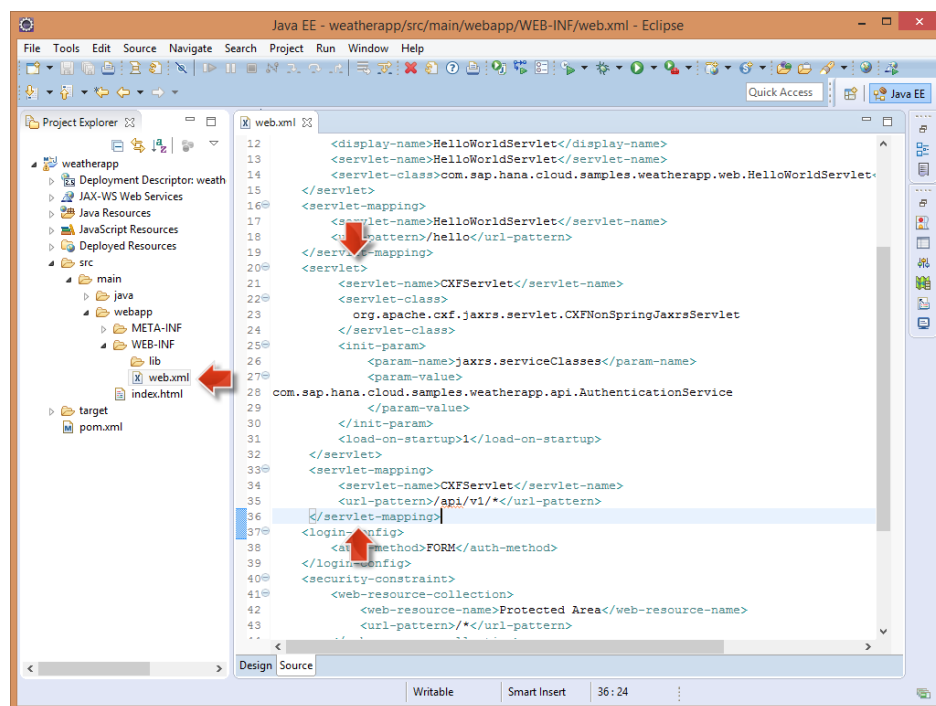 Java EE - weatherapp/src/main/webapp/WEB-INF/web.xml - Eclipse
File Tools Edit Source Navigate Search Project Run Window Help
Quick Access
Java EE
Project Explorer
weatherapp
Deployment Descriptor: weath
JAX-WS Web Services
Java Resources
JavaScript Resources
Deployed Resources
src
main
java
webapp
META-INF
WEB-INF
lib
web.xml
index.html
target
pom.xml
web.xml
12 <display-name>HelloWorldServlet</display-name>
13 <servlet-name>HelloWorldServlet</servlet-name>
14 <servlet-class>com.sap.hana.cloud.samples.weatherapp.web.HelloWorldServlet<
15 </servlet>
16 <servlet-mapping>
17 <servlet-name>HelloWorldServlet</servlet-name>
18 <url-pattern>/hello</url-pattern>
19 </servlet-mapping>
20 <servlet>
21 <servlet-name>CXFServlet</servlet-name>
22 <servlet-class>
23 org.apache.cxf.jaxrs.servlet.CXFNonSpringJaxrsServlet
24 </servlet-class>
25 <init-param>
26 <param-name>jaxrs.serviceClasses</param-name>
27 <param-value>
28 com.sap.hana.cloud.samples.weatherapp.api.AuthenticationService
29 </param-value>
30 </init-param>
31 <load-on-startup>1</load-on-startup>
32 </servlet>
33 <servlet-mapping>
34 <servlet-name>CXFServlet</servlet-name>
35 <url-pattern>/api/v1/*</url-pattern>
36 </servlet-mapping>
37 <login-config>
38 <auth-method>FORM</auth-method>
39 </login-config>
40 <security-constraint>
41 <web-resource-collection>
42 <web-resource-name>Protected Area</web-resource-name>
43 <url-pattern>/*</url-pattern>
Design Source
Writable Smart Insert 36 : 24